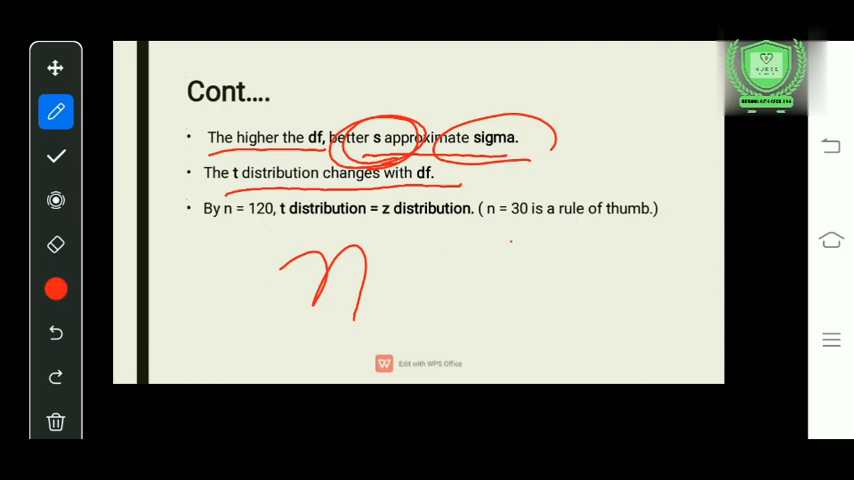 Cont....
• The higher the df, better s approximate sigma.
• The t distribution changes with df.
• By n = 120, t distribution = z distribution. ( n = 30 is a rule of thumb.)
n
W Edit with WPS Office